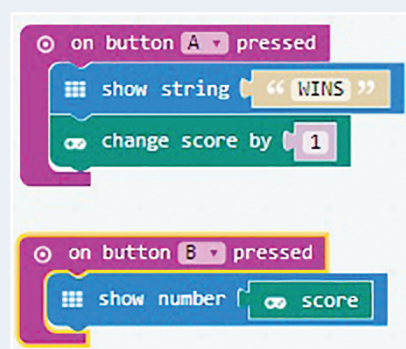 on button A pressed
show string “ WINS ”
change score by 1
on button B pressed
show number score